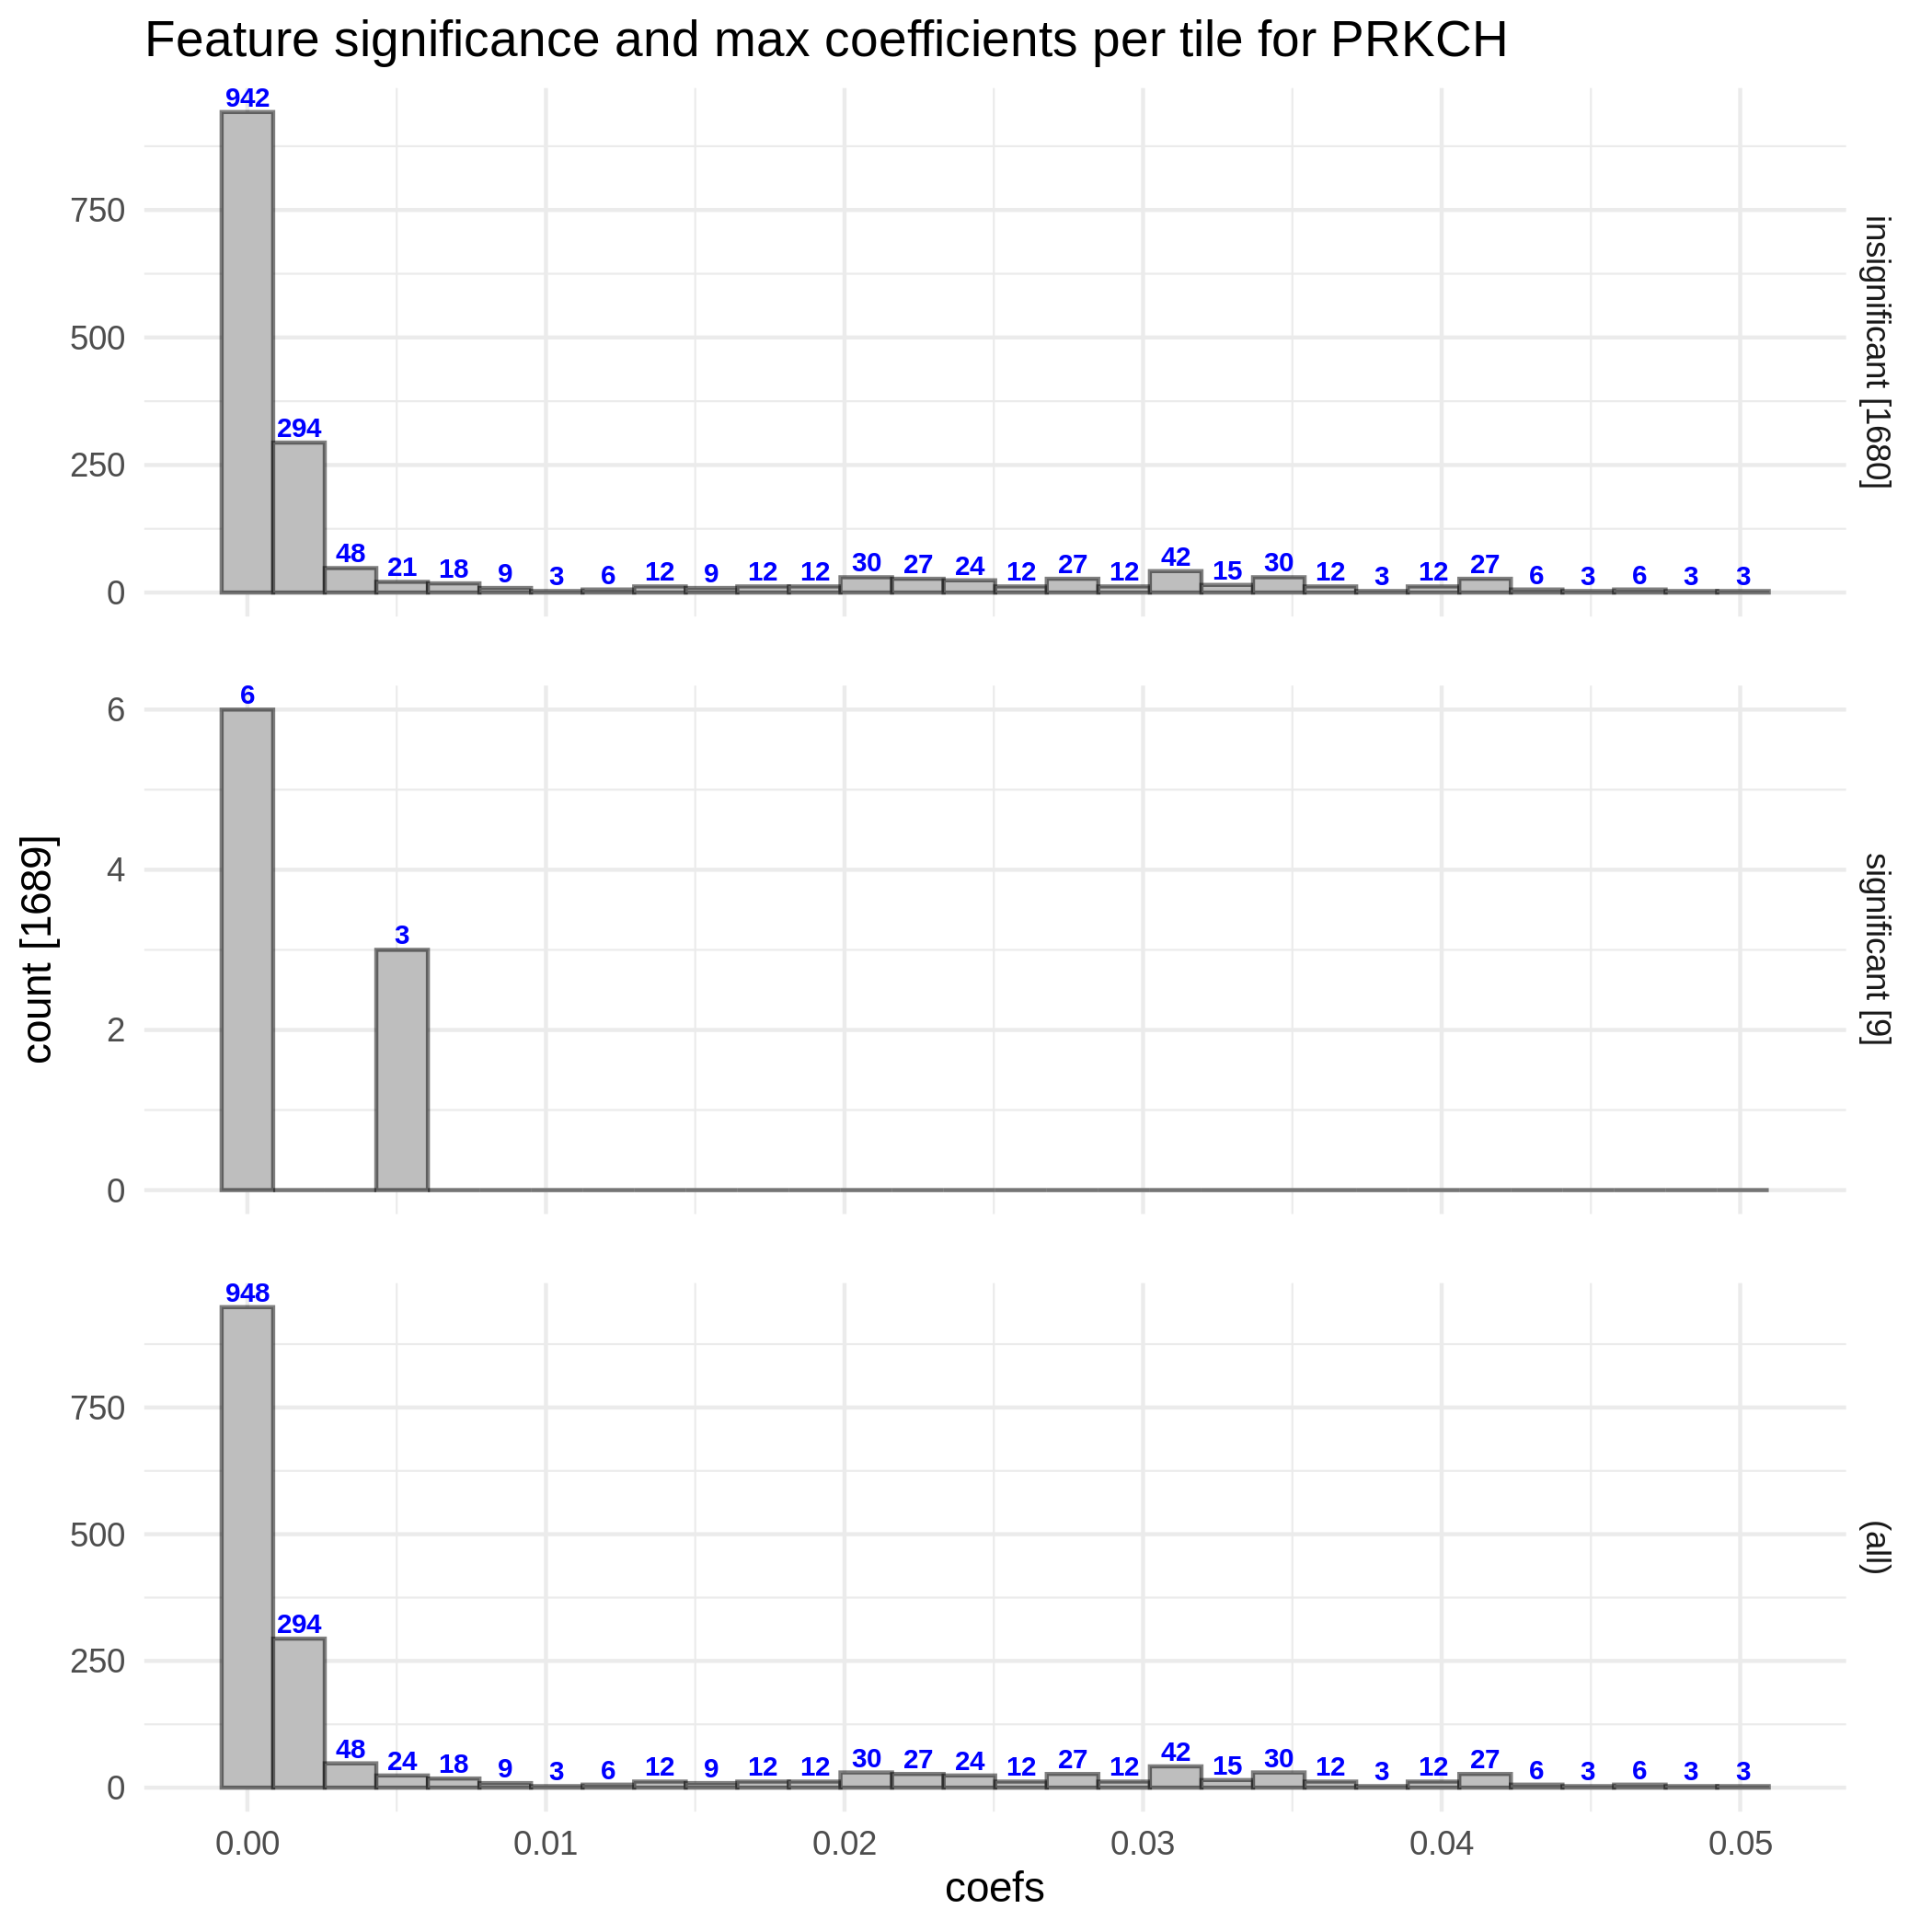 Feature significance and max coefficients per tile for PRKCH
942
294
48 21 18 9 3 6 12 9 12 12 30 27 24 12 27 12 42 15 30 12 3 12 27 6 3 6 3 3
750
500
250
0
insignificant [1680]
6
3
6
4
2
0
significant [9]
count [1689]
948
294
48 24 18 9 3 6 12 9 12 12 30 27 24 12 27 12 42 15 30 12 3 12 27 6 3 6 3 3
750
500
250
0
(all)
0.00 0.01 0.02 0.03 0.04 0.05
coefs